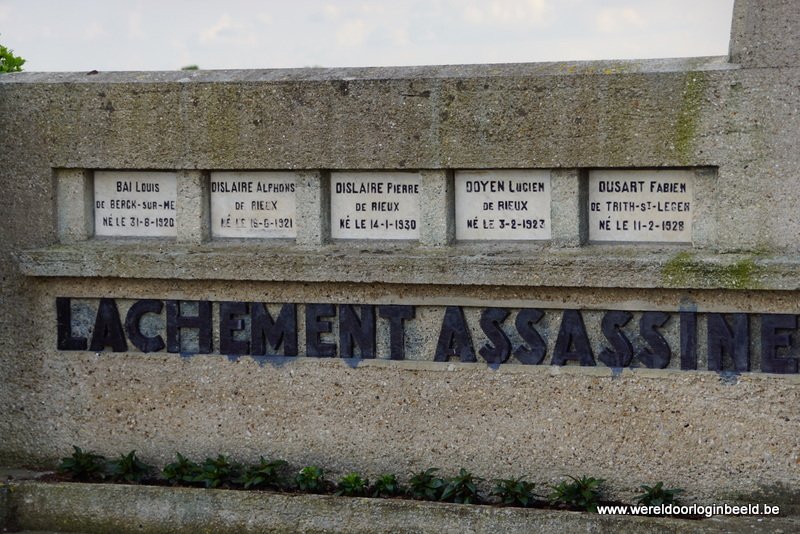 BAI LOUIS
DE BERCK-SUR-ME
NÉ LE 31-8-1920
DISLAIRE ALPHONS
DE RIEUX
NÉ LE 15-6-1921
DISLAIRE PIERRE
DE RIEUX
NÉ LE 14-1-1930
DOYEN LUCIEN
DE RIEUX
NÉ LE 3-2-1923
DUSART FABIEN
DE TRITH-ST-LEGER
NÉ LE 11-2-1928
LACHEMENT ASSASSINE
www.wereldoorloginbeeld.be